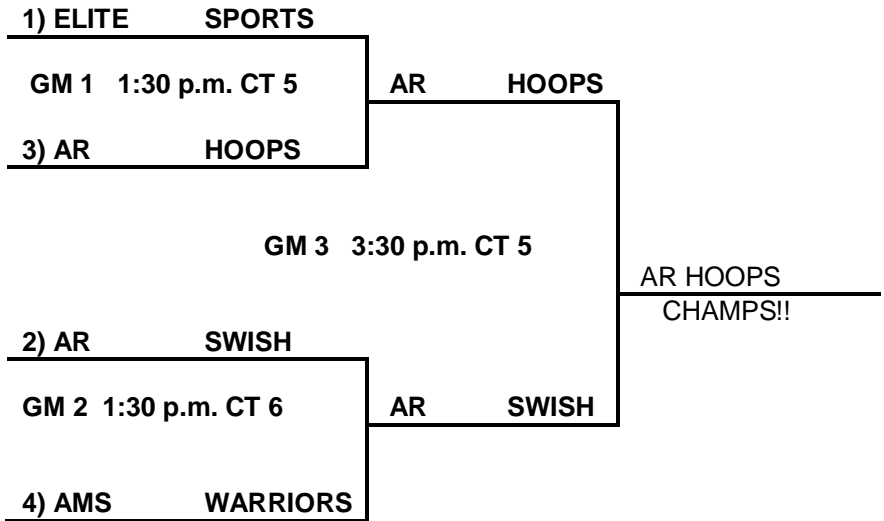 1) ELITE SPORTS
GM 1 1:30 p.m. CT 5
AR HOOPS
3) AR HOOPS
GM 3 3:30 p.m. CT 5
AR HOOPS
CHAMPS!!
2) AR SWISH
GM 2 1:30 p.m. CT 6
AR SWISH
4) AMS WARRIORS